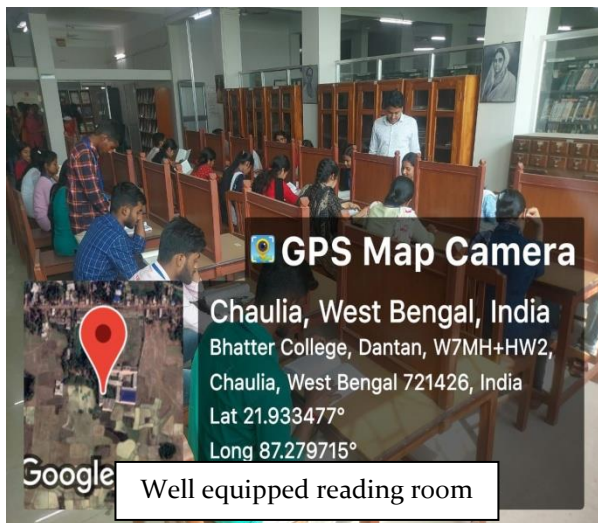 GPS Map Camera
Chaulia, West Bengal, India
Bhatter College, Dantan, W7MH+HW2,
Chaulia, West Bengal 721426, India
Lat 21.933477°
Long 87.279715°
Google
Well equipped reading room